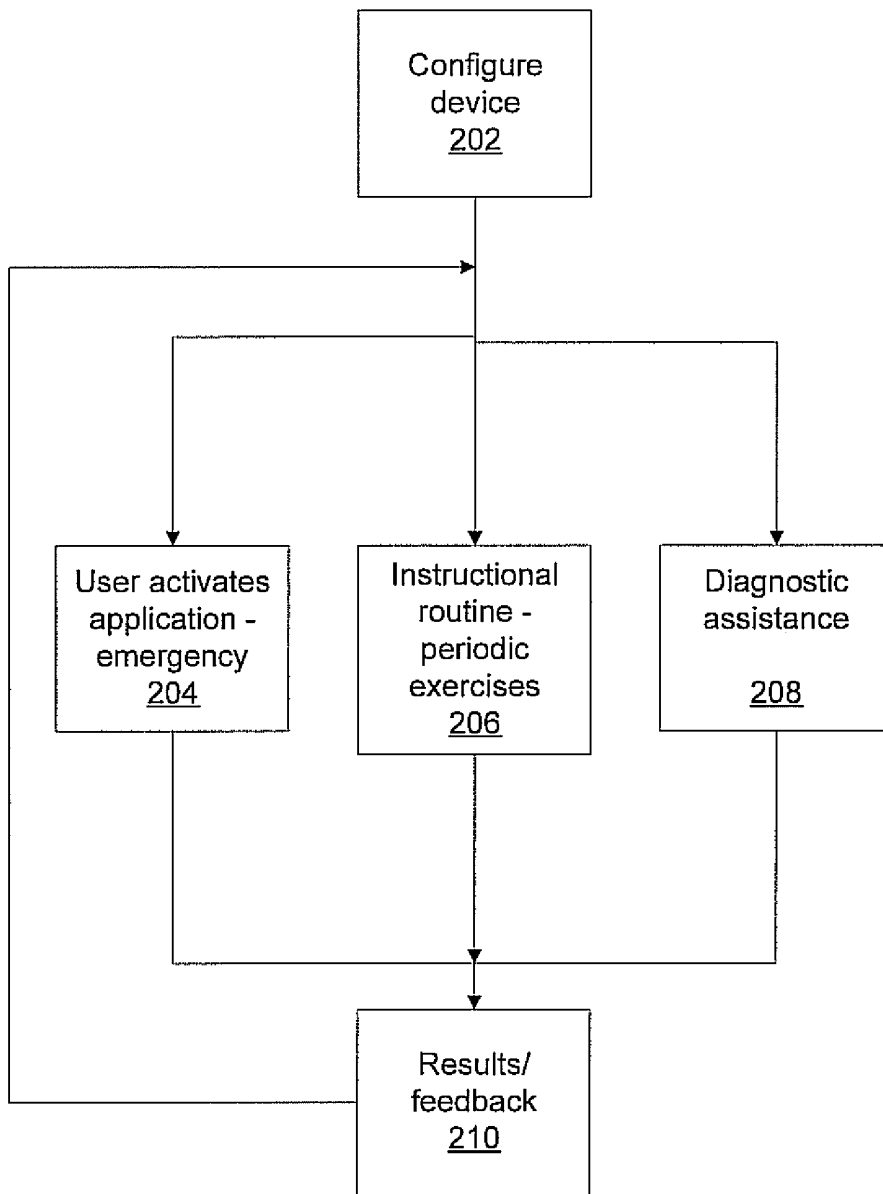 Configure
device
202
User activates
application -
emergency
204
Instructional
routine -
periodic
exercises
206
Diagnostic
assistance
208
Results/
feedback
210